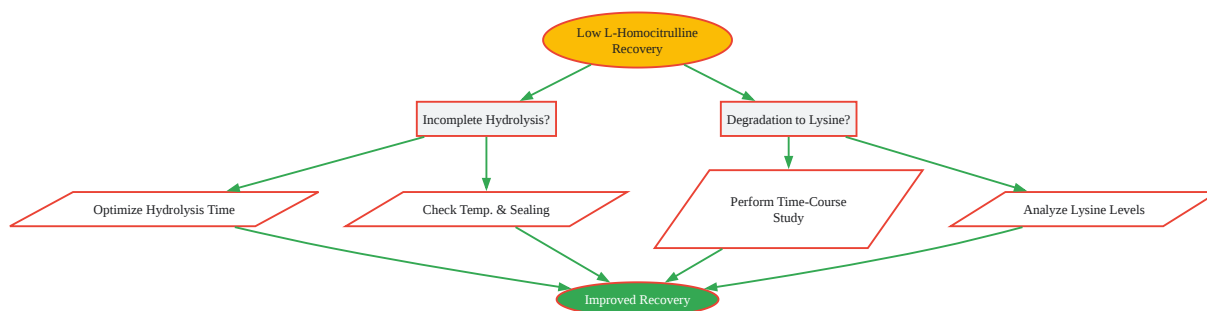 Low L-Homocitrulline
Recovery
Incomplete Hydrolysis?
Degradation to Lysine?
Optimize Hydrolysis Time
Check Temp. & Sealing
Perform Time-Course
Study
Analyze Lysine Levels
Improved Recovery